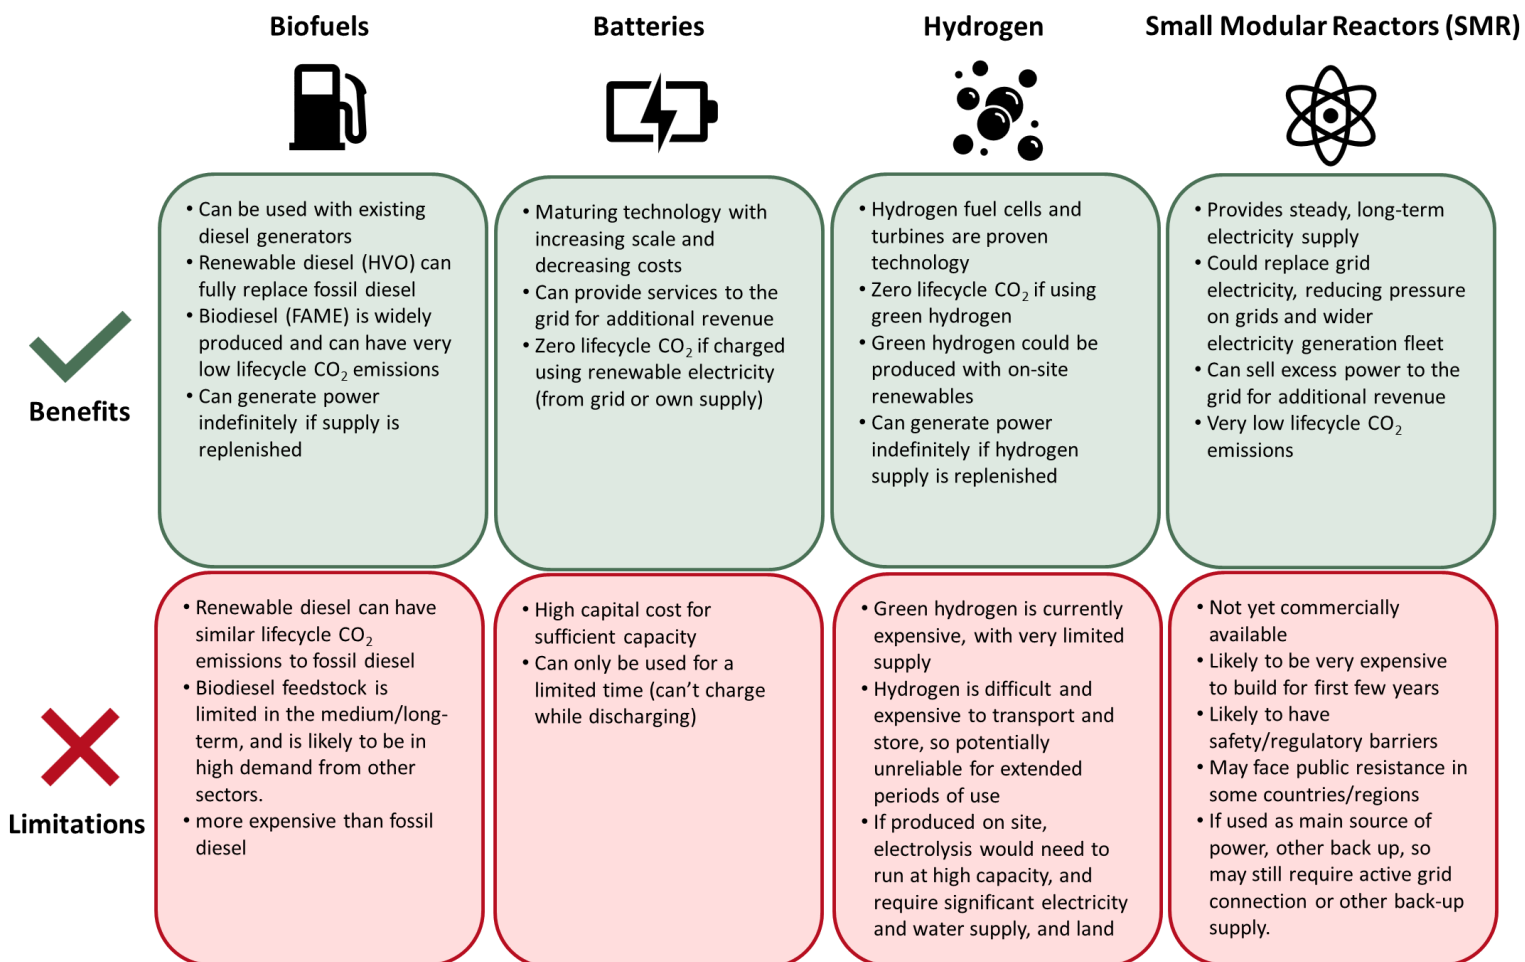 Biofuels
Batteries
Hydrogen
Small Modular Reactors (SMR)
Benefits
• Can be used with existing
diesel generators
• Renewable diesel (HVO) can
fully replace fossil diesel
• Biodiesel (FAME) is widely
produced and can have very
low lifecycle CO₂ emissions
• Can generate power
indefinitely if supply is
replenished
• Maturing technology with
increasing scale and
decreasing costs
• Can provide services to the
grid for additional revenue
• Zero lifecycle CO₂ if charged
using renewable electricity
(from grid or own supply)
• Hydrogen fuel cells and
turbines are proven
technology
• Zero lifecycle CO₂ if using
green hydrogen
• Green hydrogen could be
produced with on-site
renewables
• Can generate power
indefinitely if hydrogen
supply is replenished
• Provides steady, long-term
electricity supply
• Could replace grid
electricity, reducing pressure
on grids and wider
electricity generation fleet
• Can sell excess power to the
grid for additional revenue
• Very low lifecycle CO₂
emissions
Limitations
• Renewable diesel can have
similar lifecycle CO₂
emissions to fossil diesel
• Biodiesel feedstock is
limited in the medium/long-
term, and is likely to be in
high demand from other
sectors.
• more expensive than fossil
diesel
• High capital cost for
sufficient capacity
• Can only be used for a
limited time (can't charge
while discharging)
• Green hydrogen is currently
expensive, with very limited
supply
• Hydrogen is difficult and
expensive to transport and
store, so potentially
unreliable for extended
periods of use
• If produced on site,
electrolysis would need to
run at high capacity, and
require significant electricity
and water supply, and land
• Not yet commercially
available
• Likely to be very expensive
to build for first few years
• Likely to have
safety/regulatory barriers
• May face public resistance in
some countries/regions
• If used as main source of
power, other back up, so
may still require active grid
connection or other back-up
supply.